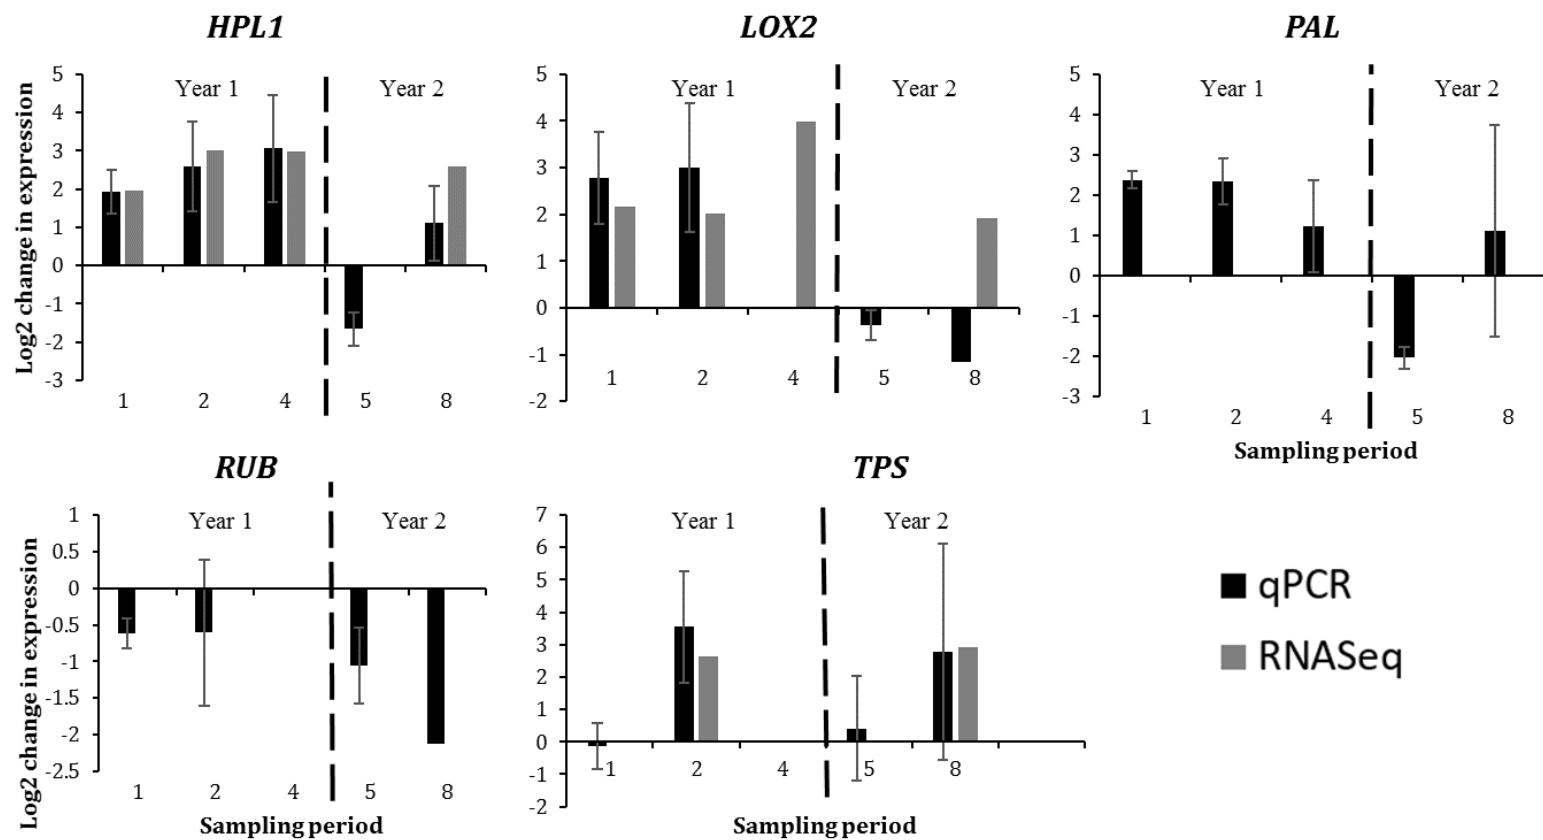 HPL1
LOX2
PAL
Log2 change in expression
5
4
3
2
1
0
-1
-2
-3
Year 1
Year 2
1 2 4 5 8
5
4
3
2
1
0
-1
-2
Year 1
Year 2
1 2 4 5 8
5
4
3
2
1
0
-1
-2
-3
Year 1
Year 2
1 2 4 5 8
Sampling period
RUB
TPS
Log2 change in expression
1
0.5
0
-0.5
-1
-1.5
-2
-2.5
Year 1
Year 2
1 2 4 5 8
Sampling period
7
6
5
4
3
2
1
0
-1
-2
Year 1
Year 2
1 2 4 5 8
Sampling period
qPCR
RNASeq